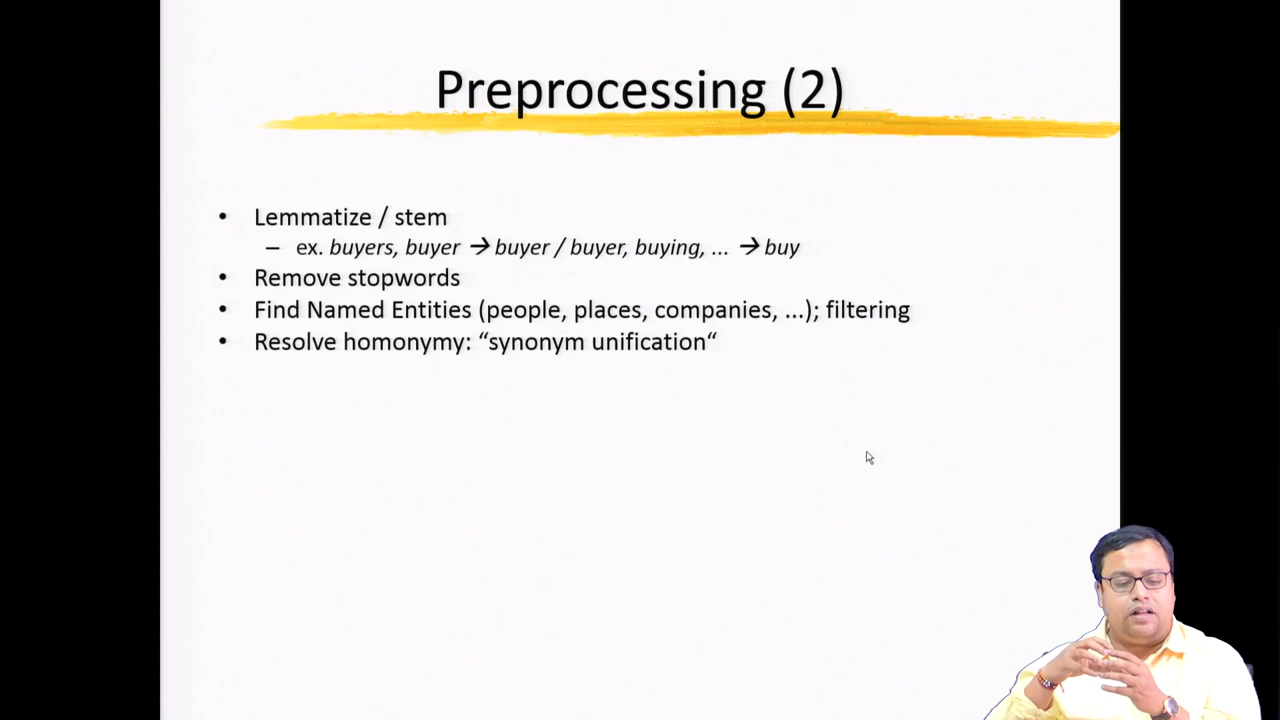 Preprocessing (2)
• Lemmatize / stem
– ex. buyers, buyer → buyer / buyer, buying, ... → buy
• Remove stopwords
• Find Named Entities (people, places, companies, ...); filtering
• Resolve homonymy: “synonym unification“